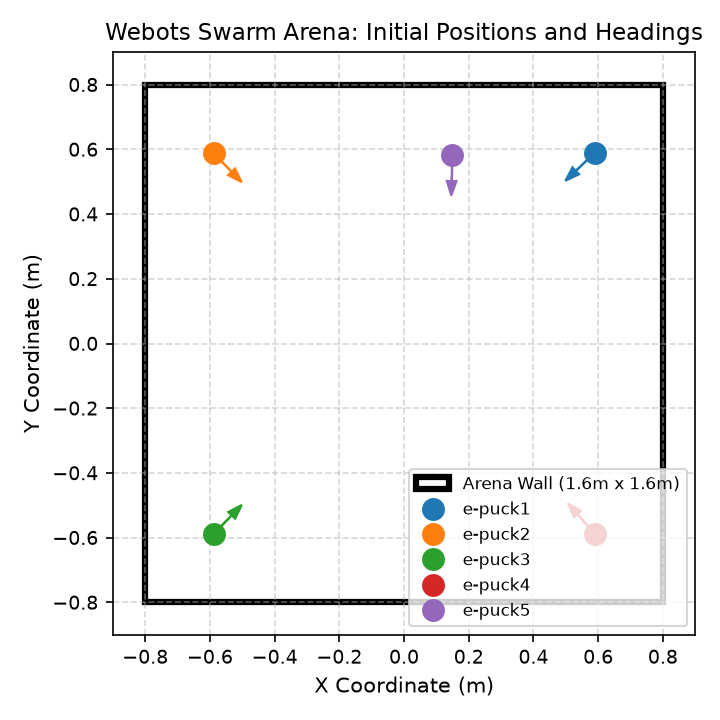 Webots Swarm Arena: Initial Positions and Headings
Y Coordinate (m)
0.8
0.6
0.4
0.2
0.0
−0.2
−0.4
−0.6
−0.8
Arena Wall (1.6m x 1.6m)
e-puck1
e-puck2
e-puck3
e-puck4
e-puck5
−0.8 −0.6 −0.4 −0.2 0.0 0.2 0.4 0.6 0.8
X Coordinate (m)